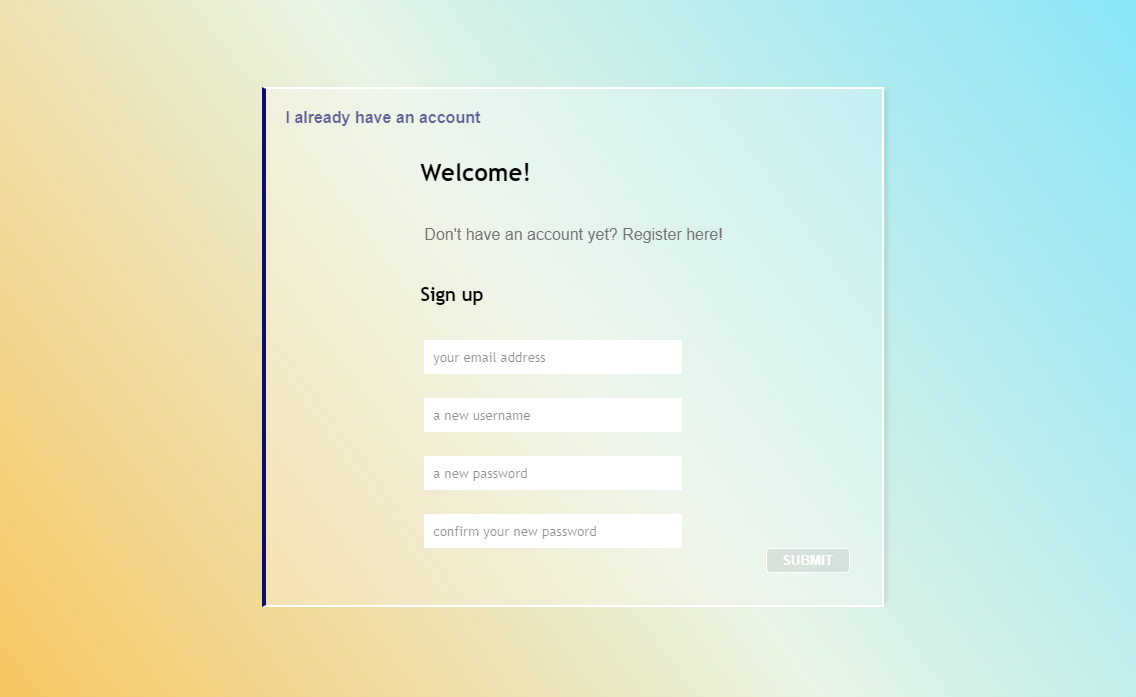 I already have an account
Welcome!
Don't have an account yet? Register here!
Sign up
your email address
a new username
a new password
confirm your new password
SUBMIT